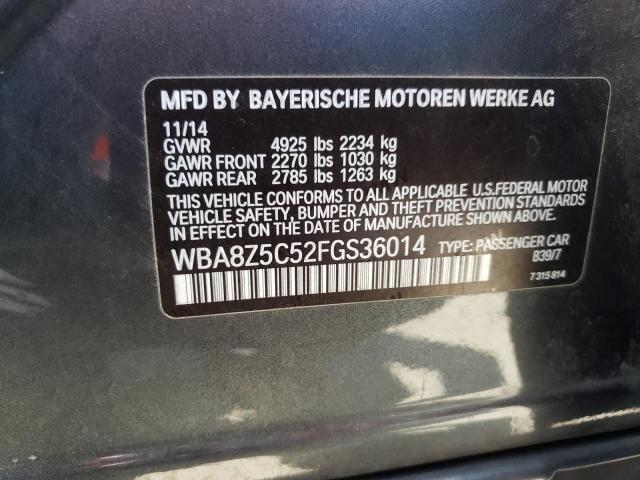 MFD BY BAYERISCHE MOTOREN WERKE AG
11/14
GVWR 4925 lbs 2234 kg
GAWR FRONT 2270 lbs 1030 kg
GAWR REAR 2785 lbs 1263 kg
THIS VEHICLE CONFORMS TO ALL APPLICABLE U.S.FEDERAL MOTOR
VEHICLE SAFETY, BUMPER AND THEFT PREVENTION STANDARDS
IN EFFECT ON THE DATE OF MANUFACTURE SHOWN ABOVE.
WBA8Z5C52FGS36014 TYPE: PASSENGER CAR
B39/7
7315814